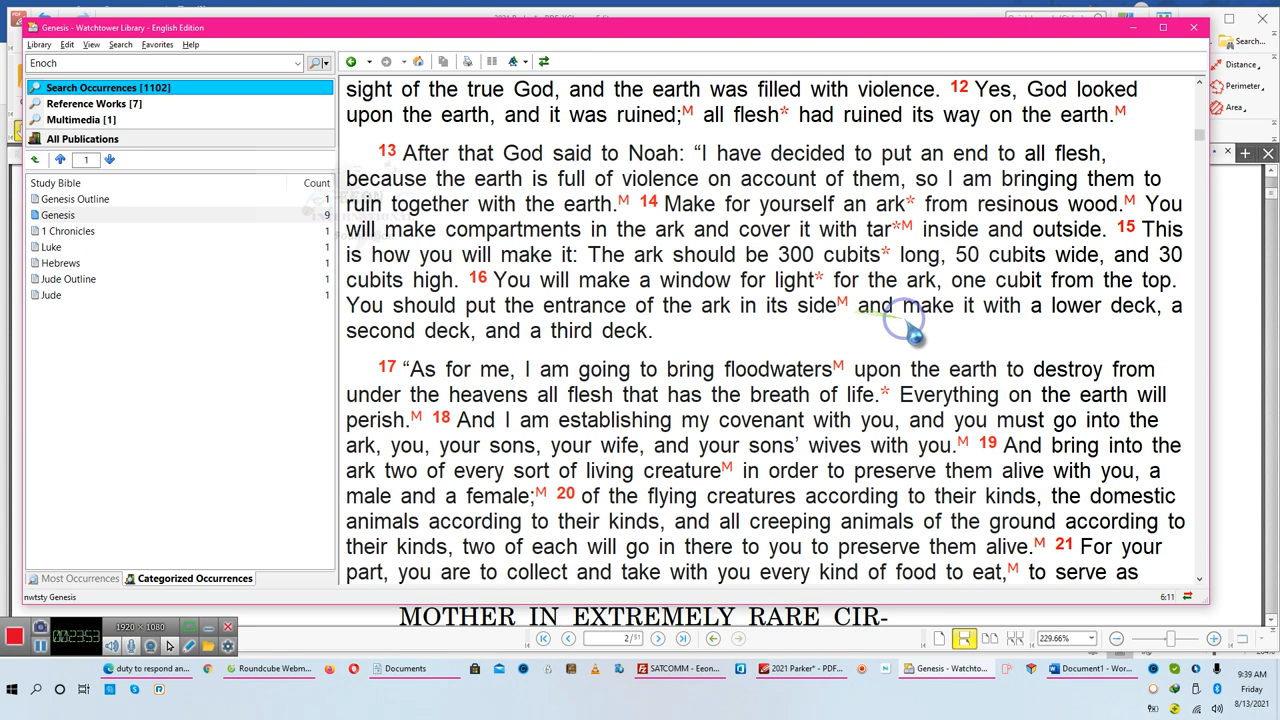 Genesis - Watchtower Library - English Edition
Library Edit View Search Favorites Help
Enoch
Search Occurrences [1102]
Reference Works [7]
Multimedia [1]
All Publications
1
Study Bible Count
Genesis Outline 1
Genesis 9
1 Chronicles 1
Luke 1
Hebrews 1
Jude Outline 1
Jude 1
Most Occurrences Categorized Occurrences
nwtsty Genesis 6:11
sight of the true God, and the earth was filled with violence. 12 Yes, God looked
upon the earth, and it was ruined;M all flesh* had ruined its way on the earth.M
13 After that God said to Noah: “I have decided to put an end to all flesh,
because the earth is full of violence on account of them, so I am bringing them to
ruin together with the earth.M 14 Make for yourself an ark* from resinous wood.M You
will make compartments in the ark and cover it with tar*M inside and outside. 15 This
is how you will make it: The ark should be 300 cubits* long, 50 cubits wide, and 30
cubits high. 16 You will make a window for light* for the ark, one cubit from the top.
You should put the entrance of the ark in its sideM and make it with a lower deck, a
second deck, and a third deck.
17 “As for me, I am going to bring floodwatersM upon the earth to destroy from
under the heavens all flesh that has the breath of life.* Everything on the earth will
perish.M 18 And I am establishing my covenant with you, and you must go into the
ark, you, your sons, your wife, and your sons’ wives with you.M 19 And bring into the
ark two of every sort of living creatureM in order to preserve them alive with you, a
male and a female;M 20 of the flying creatures according to their kinds, the domestic
animals according to their kinds, and all creeping animals of the ground according to
their kinds, two of each will go in there to you to preserve them alive.M 21 For your
part, you are to collect and take with you every kind of food to eat,M to serve as
Search...
Distance
Perimeter
Area
MOTHER IN EXTREMELY RARE CIR-
1920 × 1080
00:23:53
2/51
229.66%
duty to respond an...
Roundcube Webm...
Documents
SATCOMM - Eeon...
2021 Parker* - PDF...
Genesis - Watchto...
Document1 - Wor...
9:39 AM
Friday
8/13/2021